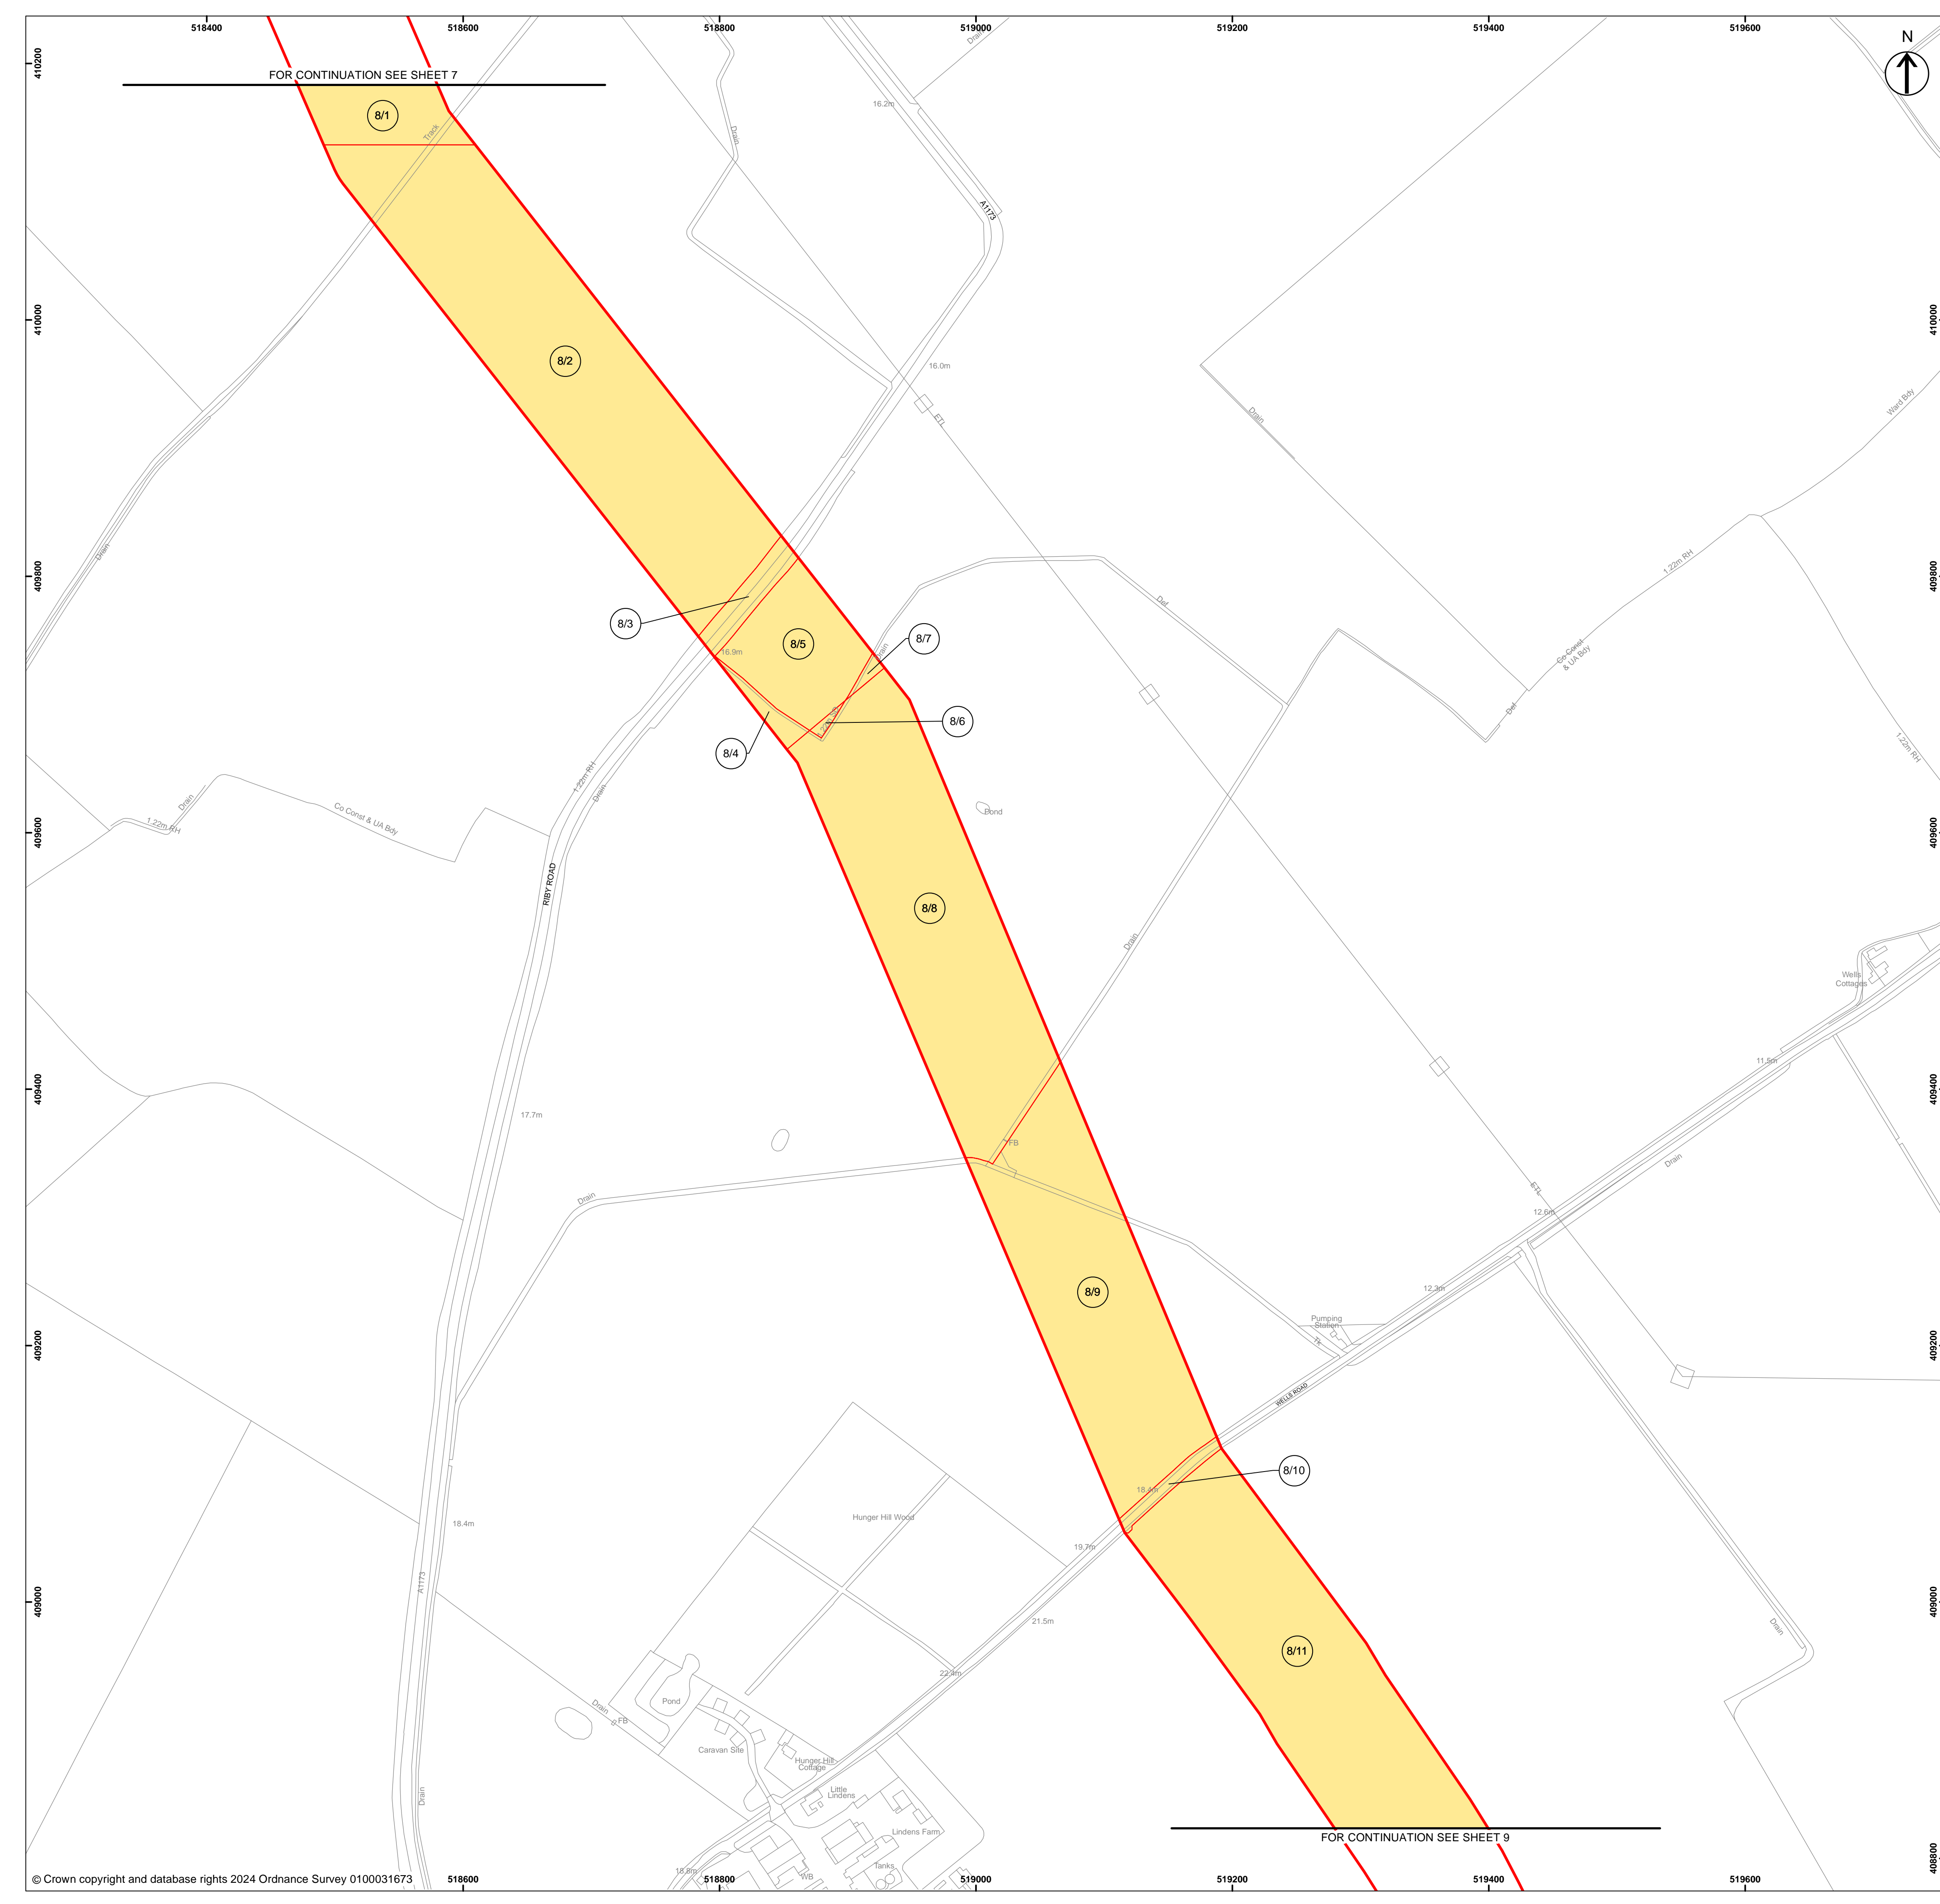 518400
518600
518800
519000
519200
519400
519600
N
410200
FOR CONTINUATION SEE SHEET 7
8/1
Track
Drain
Drain
16.2m
A1173
410000
410000
8/2
16.0m
ETL
Drain
Ward Bdy
Drain
409800
409800
1.22m RH
Def
8/3
8/5
8/7
16.9m
Co Const
& UA Bdy
Def
8/6
8/4
1.22m RH
1.22m RH
Drain
Drain
1.22m RH
Co Const & UA Bdy
Pond
409600
409600
RIBY ROAD
8/8
Drain
Wells
Cottages
11.5m
409400
409400
17.7m
FB
Drain
Drain
ETL
12.6m
8/9
12.3m
Pumping
Station
Tk
409200
409200
WELLS ROAD
8/10
18.4m
Hunger Hill Wood
18.4m
19.7m
A1173
409000
409000
21.5m
Drain
8/11
22.4m
Pond
Drain
FB
Caravan Site
Hunger Hill
Cottage
Little
Lindens
Drain
Lindens Farm
FOR CONTINUATION SEE SHEET 9
Tanks
WB
18.8m
408800
© Crown copyright and database rights 2024 Ordnance Survey 0100031673
518600
518800
519000
519200
519400
519600